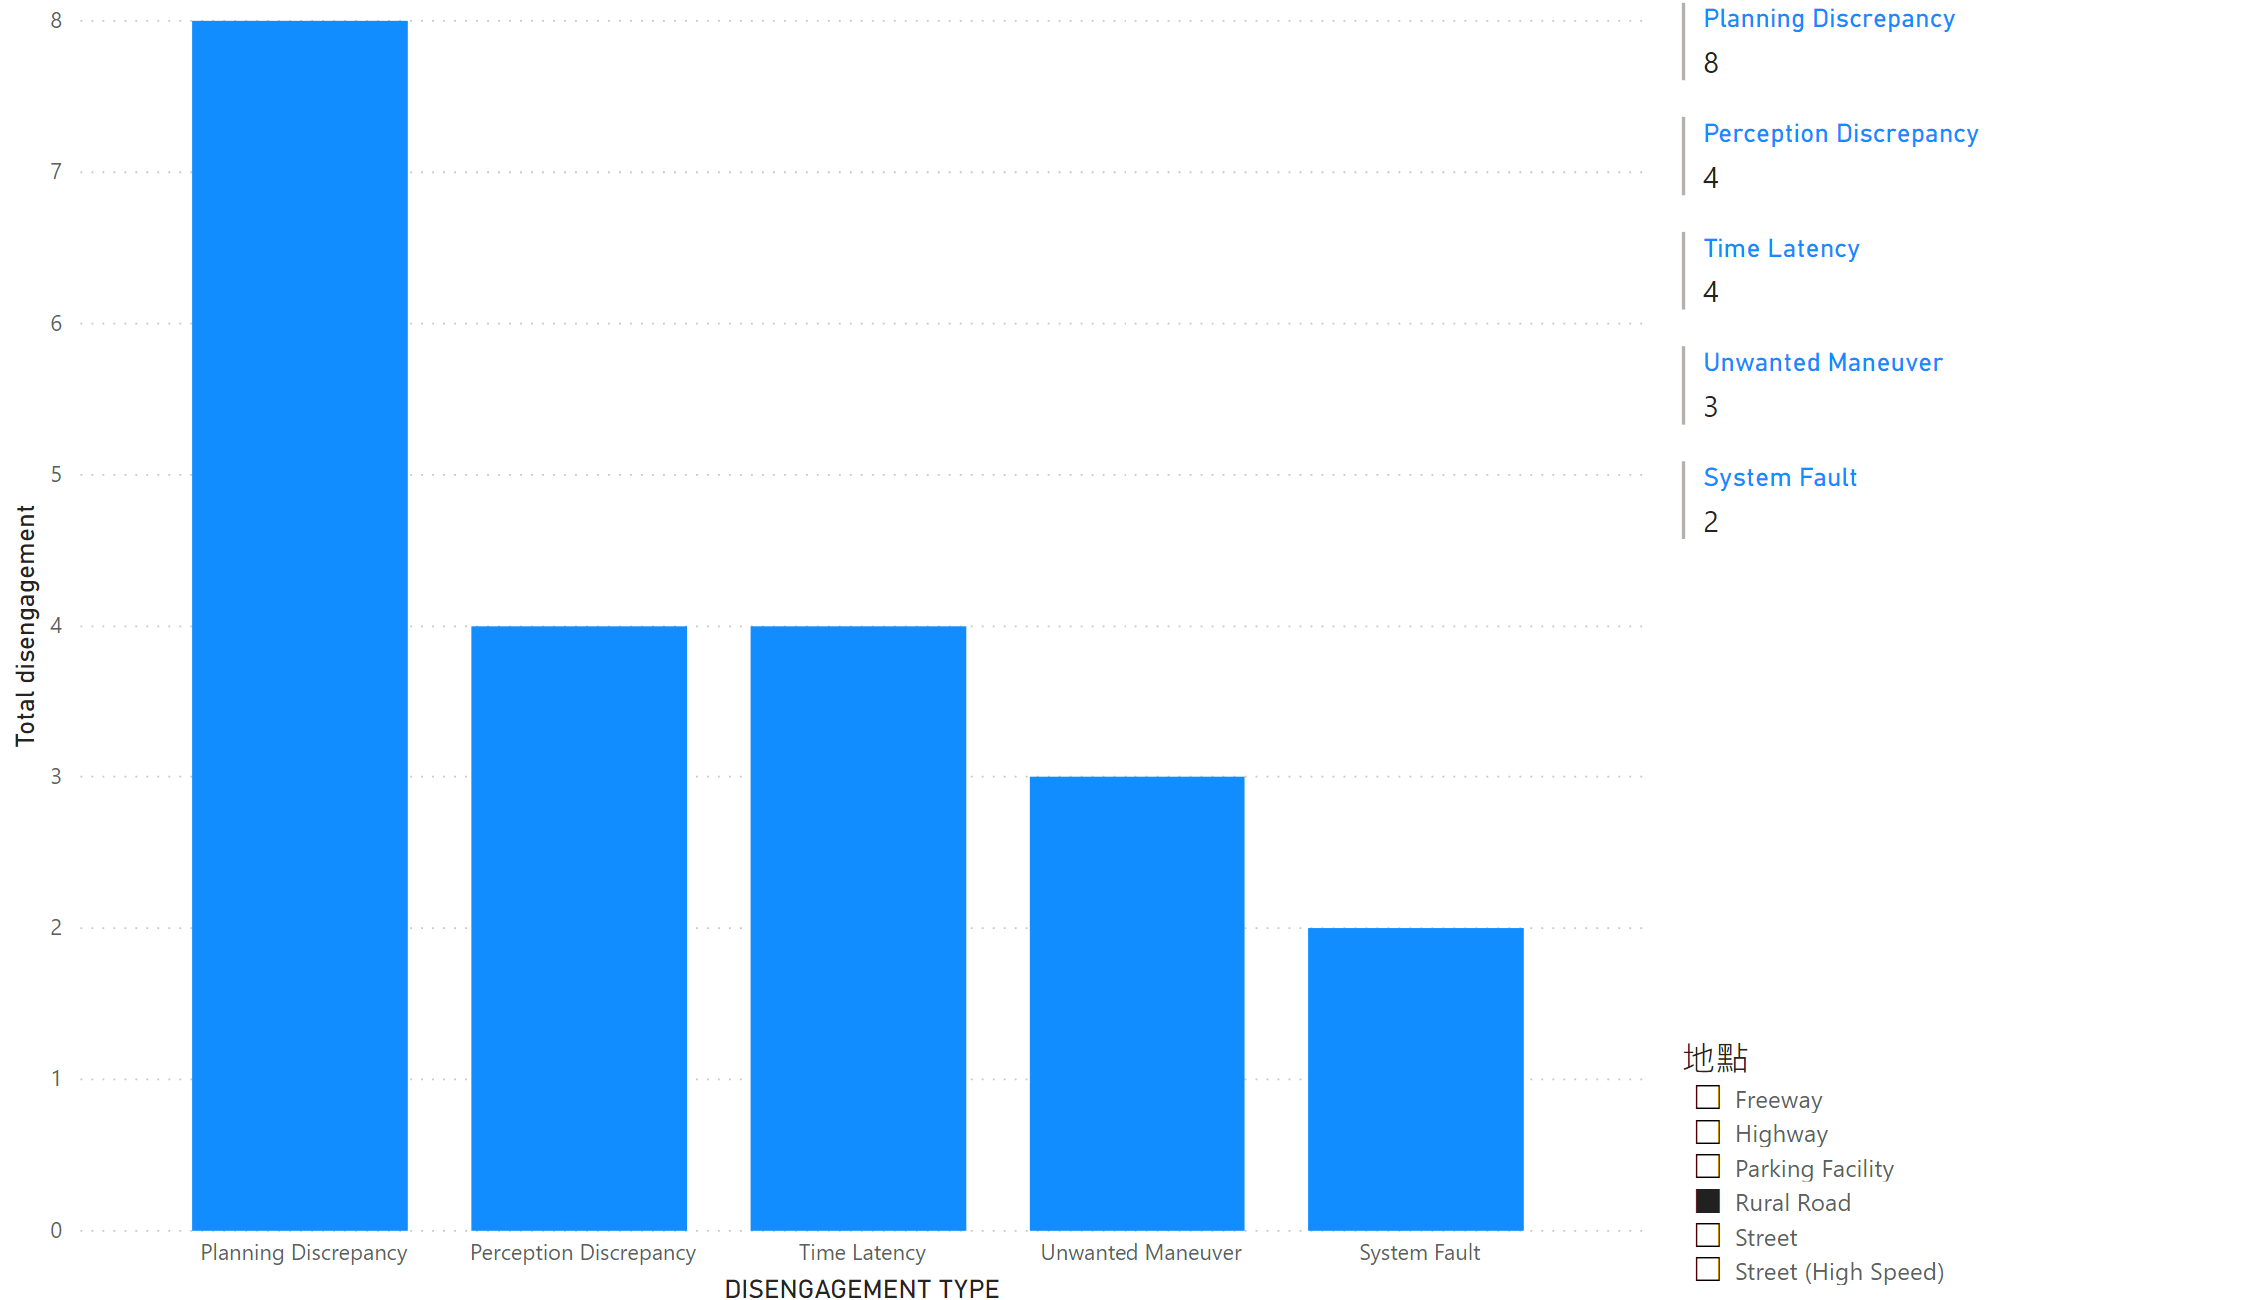 8
7
6
5
4
3
2
1
0
Total disengagement
Planning Discrepancy
Perception Discrepancy
Time Latency
Unwanted Maneuver
System Fault
DISENGAGEMENT TYPE
Planning Discrepancy
8
Perception Discrepancy
4
Time Latency
4
Unwanted Maneuver
3
System Fault
2
地點
Freeway
Highway
Parking Facility
Rural Road
Street
Street (High Speed)